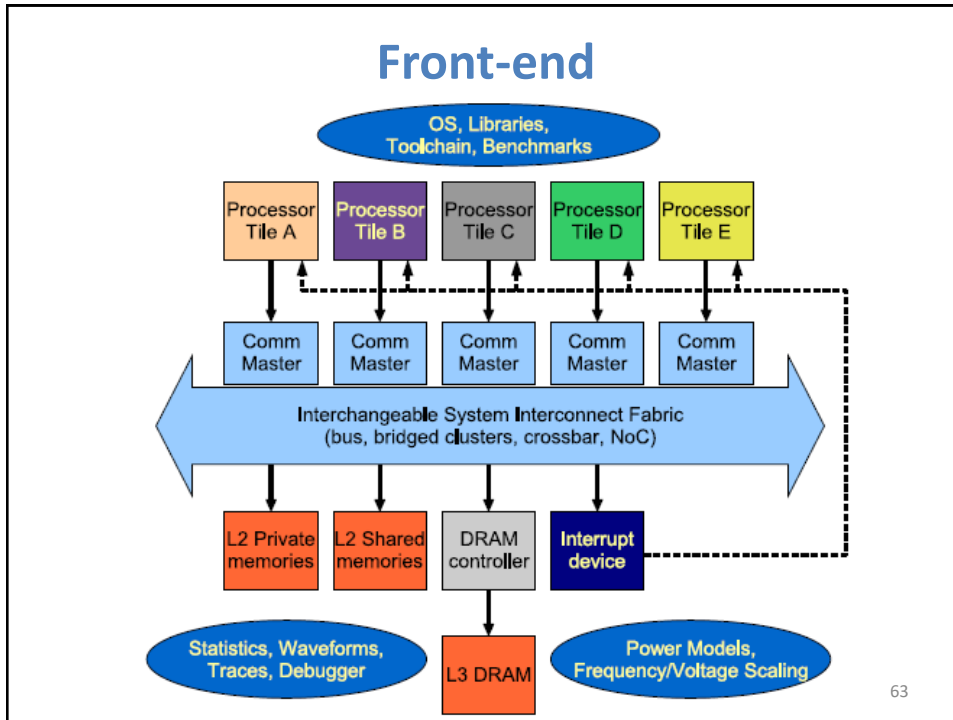 Front-end
OS, Libraries,
Toolchain, Benchmarks
Processor
Tile A
Processor
Tile B
Processor
Tile C
Processor
Tile D
Processor
Tile E
Comm
Master
Comm
Master
Comm
Master
Comm
Master
Comm
Master
Interchangeable System Interconnect Fabric
(bus, bridged clusters, crossbar, NoC)
L2 Private
memories
L2 Shared
memories
DRAM
controller
Interrupt
device
Statistics, Waveforms,
Traces, Debugger
L3 DRAM
Power Models,
Frequency/Voltage Scaling
63